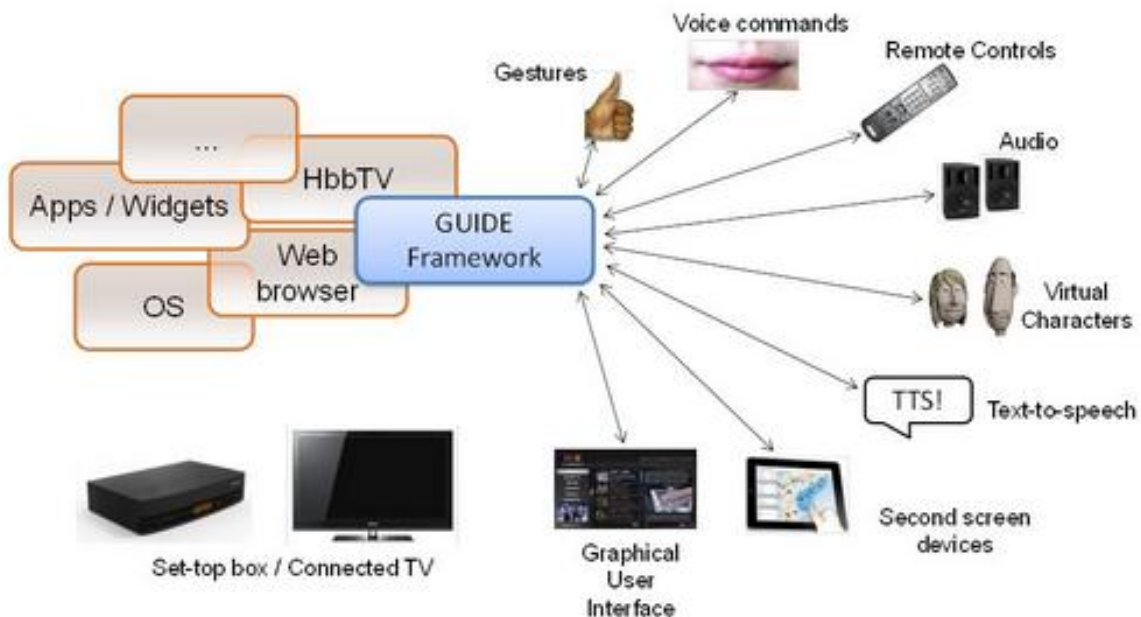 Voice commands
Remote Controls
Gestures
Audio
...
HbbTV
Apps / Widgets
GUIDE
Framework
Web
browser
OS
Virtual
Characters
TTS!
Text-to-speech
Set-top box / Connected TV
Graphical
User
Interface
Second screen
devices